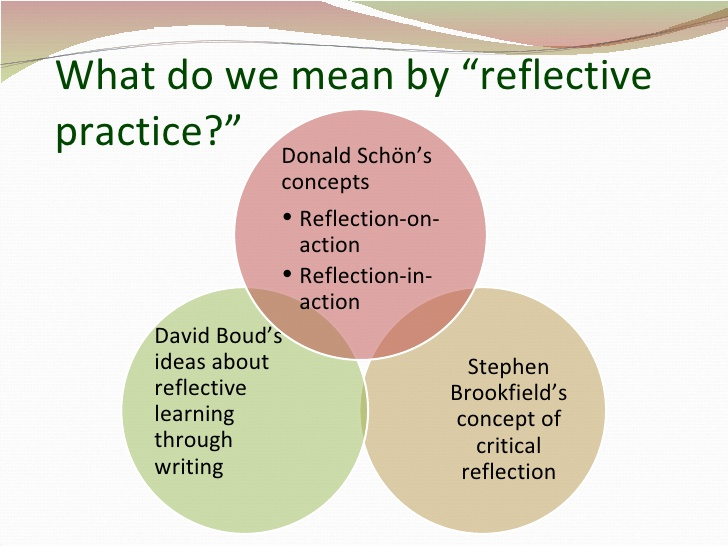 What do we mean by “reflective
practice?”
Donald Schön’s
concepts
• Reflection-on-
action
• Reflection-in-
action
David Boud’s
ideas about
reflective
learning
through
writing
Stephen
Brookfield’s
concept of
critical
reflection